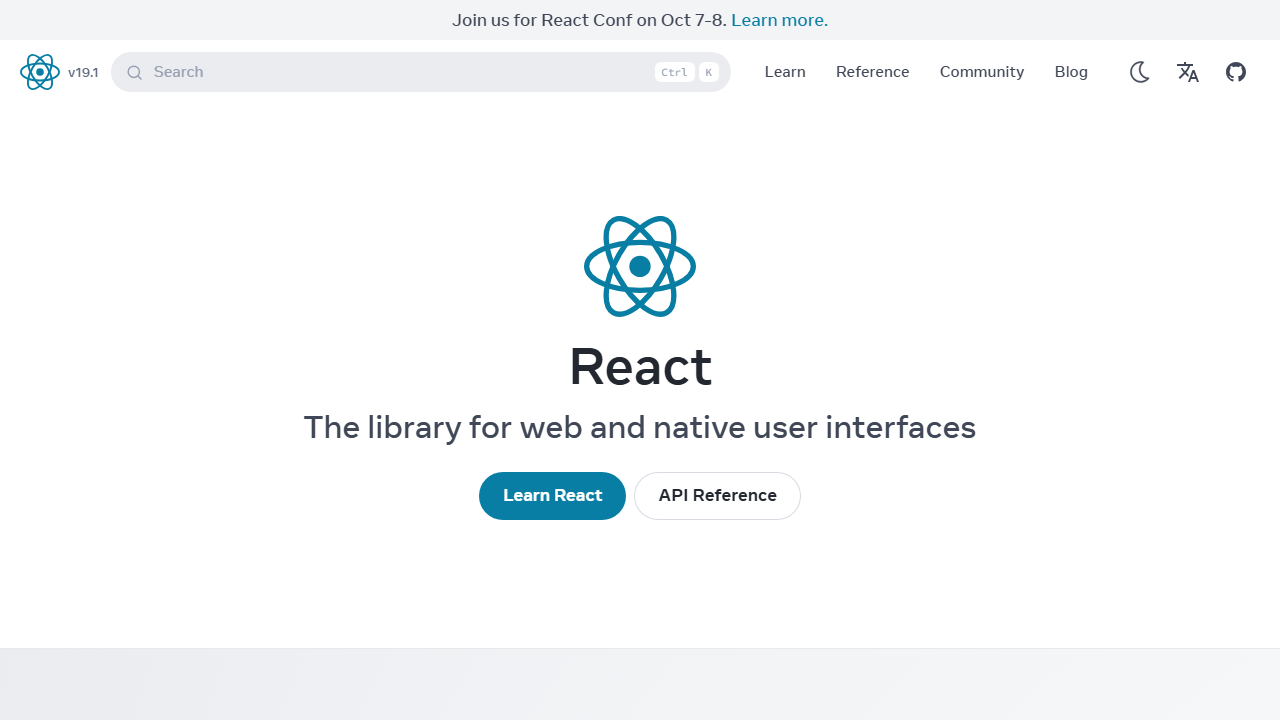 Join us for React Conf on Oct 7-8. Learn more.
v19.1 Search Ctrl K Learn Reference Community Blog
React
The library for web and native user interfaces
Learn React API Reference